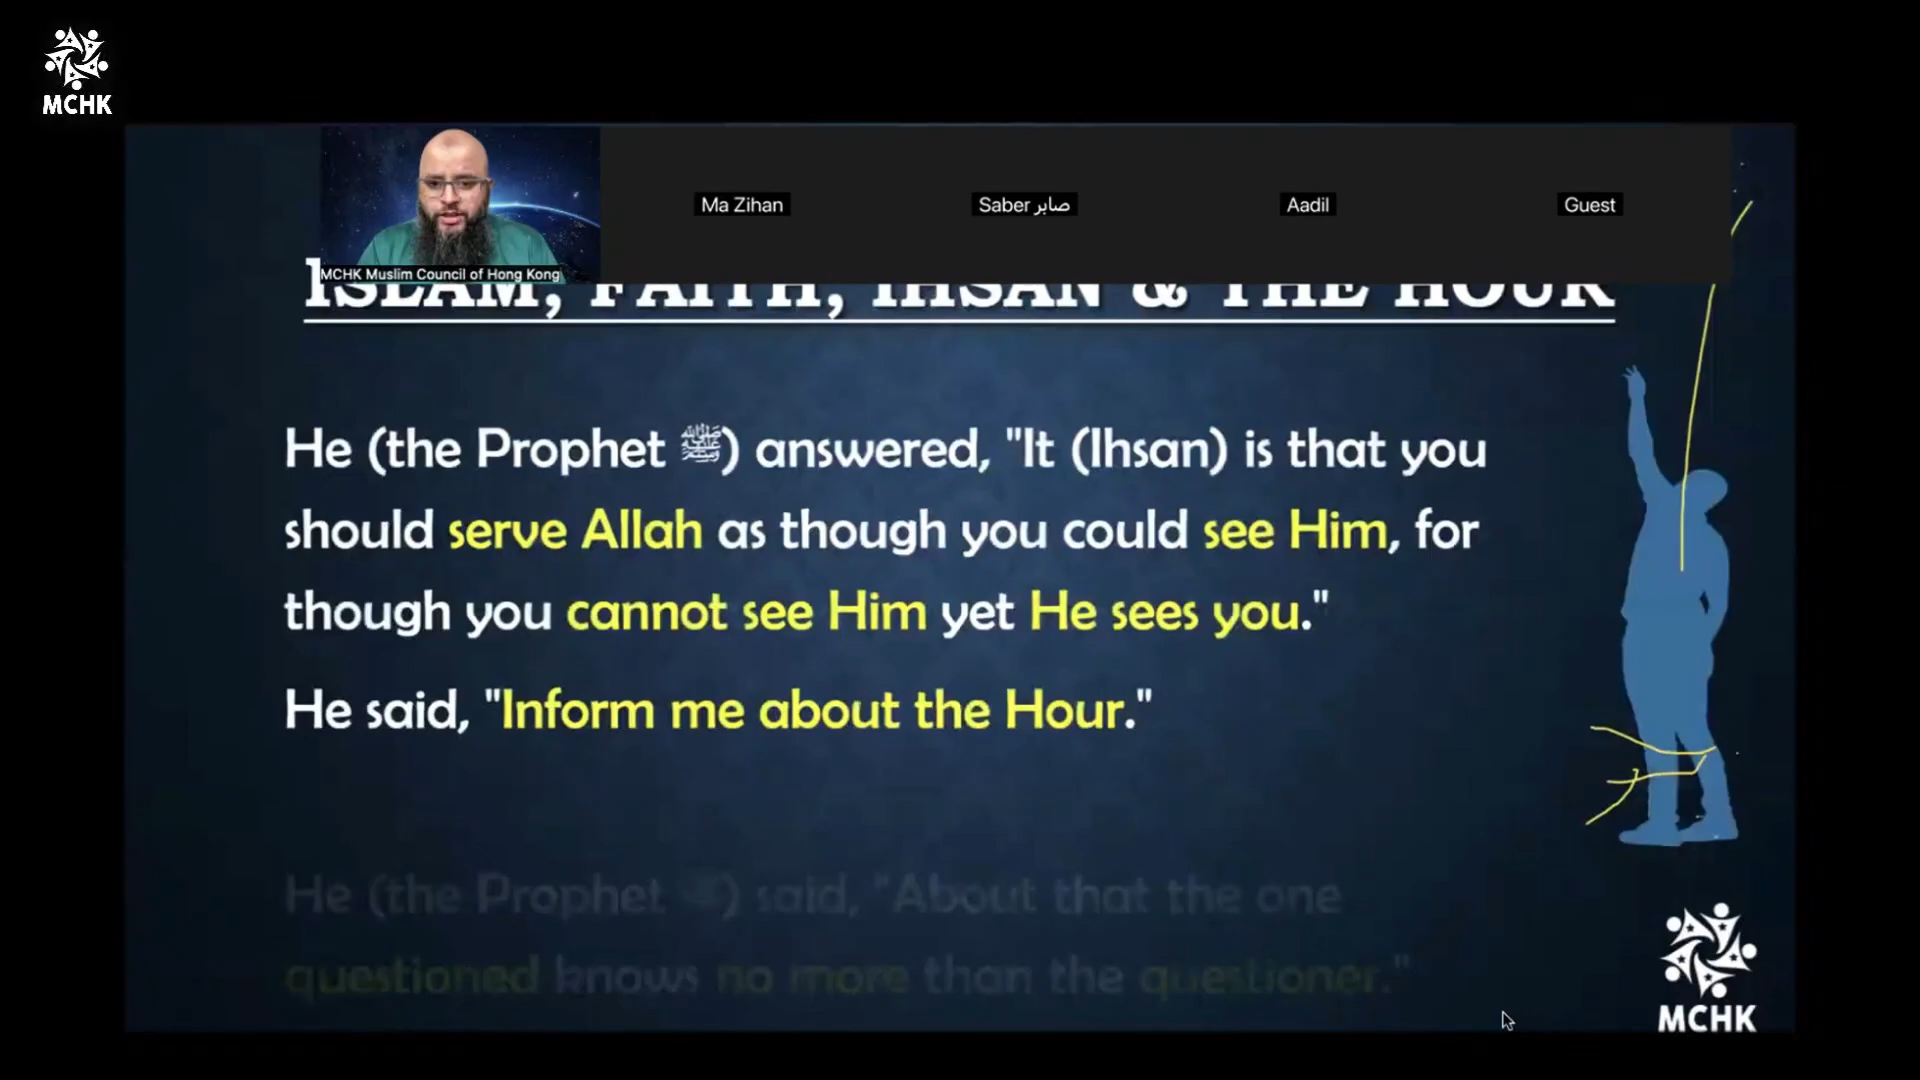 MCHK
Ma Zihan
Saber صابر
Aadil
Guest
MCHK Muslim Council of Hong Kong
ISLAM, FAITH, IHSAN & THE HOUR
He (the Prophet ﷺ) answered, "It (Ihsan) is that you
should serve Allah as though you could see Him, for
though you cannot see Him yet He sees you."
He said, "Inform me about the Hour."
He (the Prophet ﷺ) said, "About that the one
questioned knows no more than the questioner."
MCHK